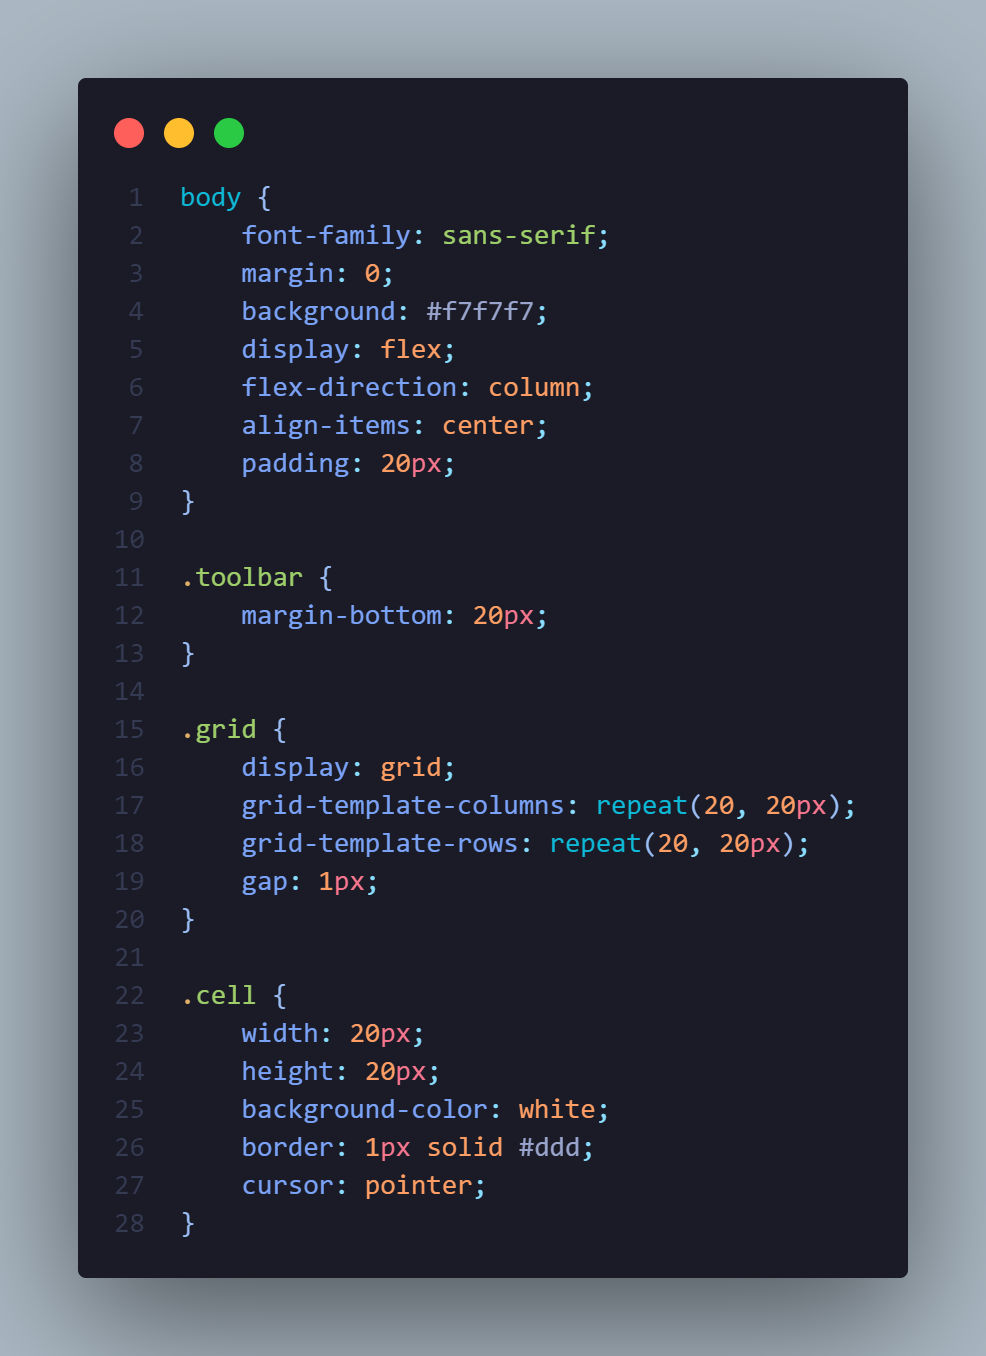 1 body {
2     font-family: sans-serif;
3     margin: 0;
4     background: #f7f7f7;
5     display: flex;
6     flex-direction: column;
7     align-items: center;
8     padding: 20px;
9 }
10
11 .toolbar {
12     margin-bottom: 20px;
13 }
14
15 .grid {
16     display: grid;
17     grid-template-columns: repeat(20, 20px);
18     grid-template-rows: repeat(20, 20px);
19     gap: 1px;
20 }
21
22 .cell {
23     width: 20px;
24     height: 20px;
25     background-color: white;
26     border: 1px solid #ddd;
27     cursor: pointer;
28 }